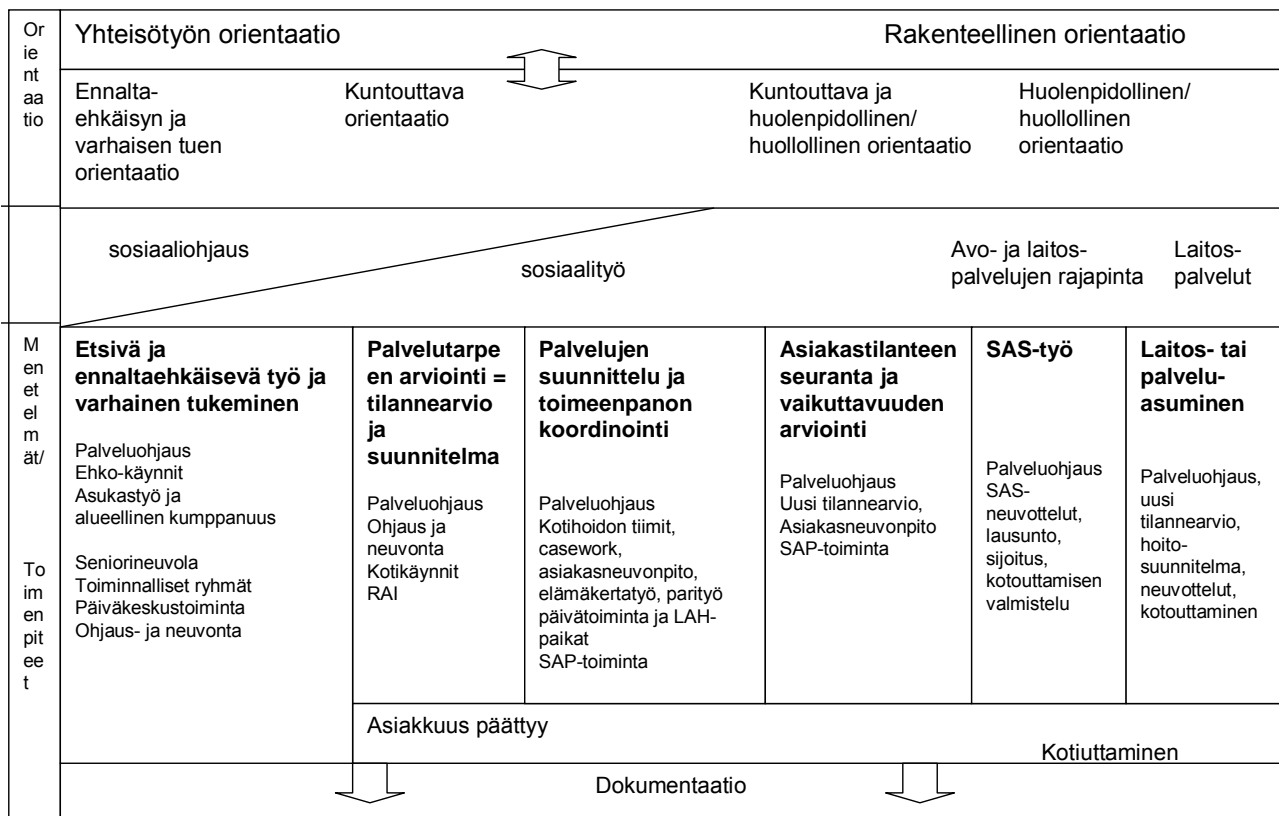 Or
ie
nt
aa
tio
Yhteisötyön orientaatio
Rakenteellinen orientaatio
Ennalta-
ehkäisyn ja
varhaisen tuen
orientaatio
Kuntouttava
orientaatio
Kuntouttava ja
huolenpidollinen/
huollollinen orientaatio
Huolenpidollinen/
huollollinen
orientaatio
sosiaaliohjaus
sosiaalityö
Avo- ja laitos-
palvelujen rajapinta
Laitos-
palvelut
M
en
et
el
m
ät/
To
im
en
pit
ee
t
Etsivä ja
ennaltaehkäisevä työ ja
varhainen tukeminen
Palveluohjaus
Ehko-käynnit
Asukastyö ja
alueellinen kumppanuus
Seniorineuvola
Toiminnalliset ryhmät
Päiväkeskustoiminta
Ohjaus- ja neuvonta
Palvelutarpe
en arviointi =
tilannearvio
ja
suunnitelma
Palveluohjaus
Ohjaus ja
neuvonta
Kotikäynnit
RAI
Palvelujen
suunnittelu ja
toimeenpanon
koordinointi
Palveluohjaus
Kotihoidon tiimit,
casework,
asiakasneuvonpito,
elämäkertatyö, parityö
päivätoiminta ja LAH-
paikat
SAP-toiminta
Asiakastilanteen
seuranta ja
vaikuttavuuden
arviointi
Palveluohjaus
Uusi tilannearvio,
Asiakasneuvonpito
SAP-toiminta
SAS-työ
Palveluohjaus
SAS-
neuvottelut,
lausunto,
sijoitus,
kotouttamisen
valmistelu
Laitos- tai
palvelu-
asuminen
Palveluohjaus,
uusi
tilannearvio,
hoito-
suunnitelma,
neuvottelut,
kotouttaminen
Asiakkuus päättyy
Kotiuttaminen
Dokumentaatio